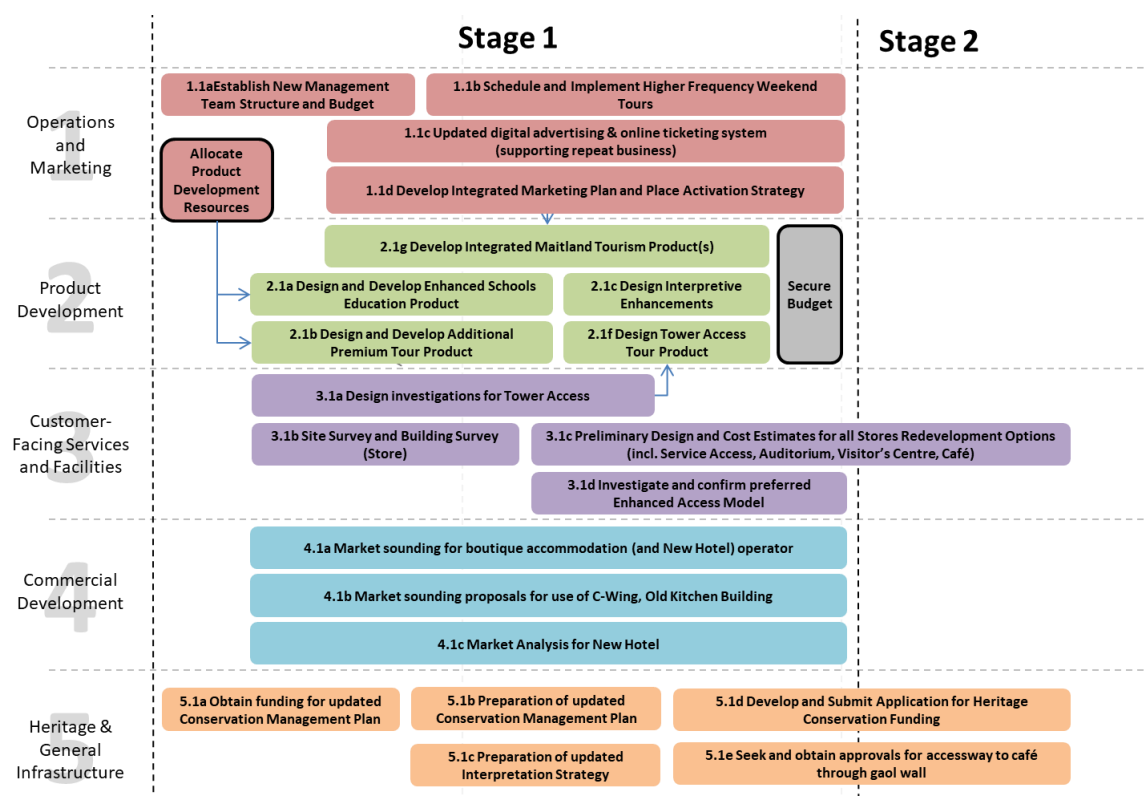 Stage 1
Stage 2
1
Operations
and
Marketing
1.1aEstablish New Management
Team Structure and Budget
1.1b Schedule and Implement Higher Frequency Weekend
Tours
1.1c Updated digital advertising & online ticketing system
(supporting repeat business)
Allocate
Product
Development
Resources
1.1d Develop Integrated Marketing Plan and Place Activation Strategy
2
Product
Development
2.1g Develop Integrated Maitland Tourism Product(s)
2.1a Design and Develop Enhanced Schools
Education Product
2.1c Design Interpretive
Enhancements
Secure
Budget
2.1b Design and Develop Additional
Premium Tour Product
2.1f Design Tower Access
Tour Product
3
Customer-
Facing Services
and Facilities
3.1a Design investigations for Tower Access
3.1b Site Survey and Building Survey
(Store)
3.1c Preliminary Design and Cost Estimates for all Stores Redevelopment Options
(incl. Service Access, Auditorium, Visitor’s Centre, Café)
3.1d Investigate and confirm preferred
Enhanced Access Model
4
Commercial
Development
4.1a Market sounding for boutique accommodation (and New Hotel) operator
4.1b Market sounding proposals for use of C-Wing, Old Kitchen Building
4.1c Market Analysis for New Hotel
5
Heritage &
General
Infrastructure
5.1a Obtain funding for updated
Conservation Management Plan
5.1b Preparation of updated
Conservation Management Plan
5.1d Develop and Submit Application for Heritage
Conservation Funding
5.1c Preparation of updated
Interpretation Strategy
5.1e Seek and obtain approvals for accessway to café
through gaol wall